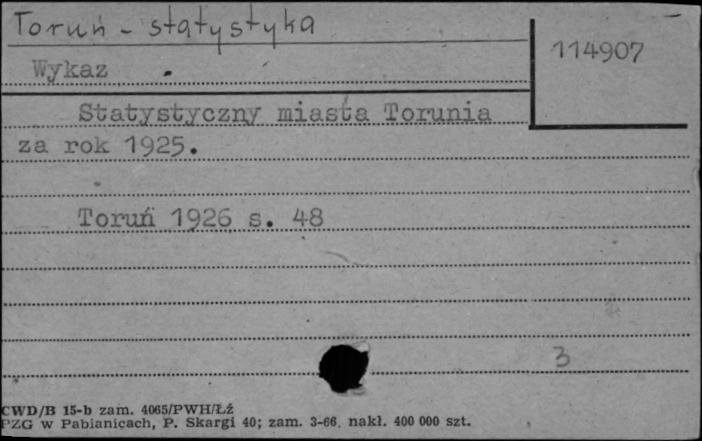 Toruń - statystyka
114907
Wykaz
Statystyczny miasta Torunia
za rok 1925.
Toruń 1926 s. 48
3
CWD/B 15-b zam. 4065/PWH/Łź
PZG w Pabianicach, P. Skargi 40; zam. 3-66. nakł. 400 000 szt.